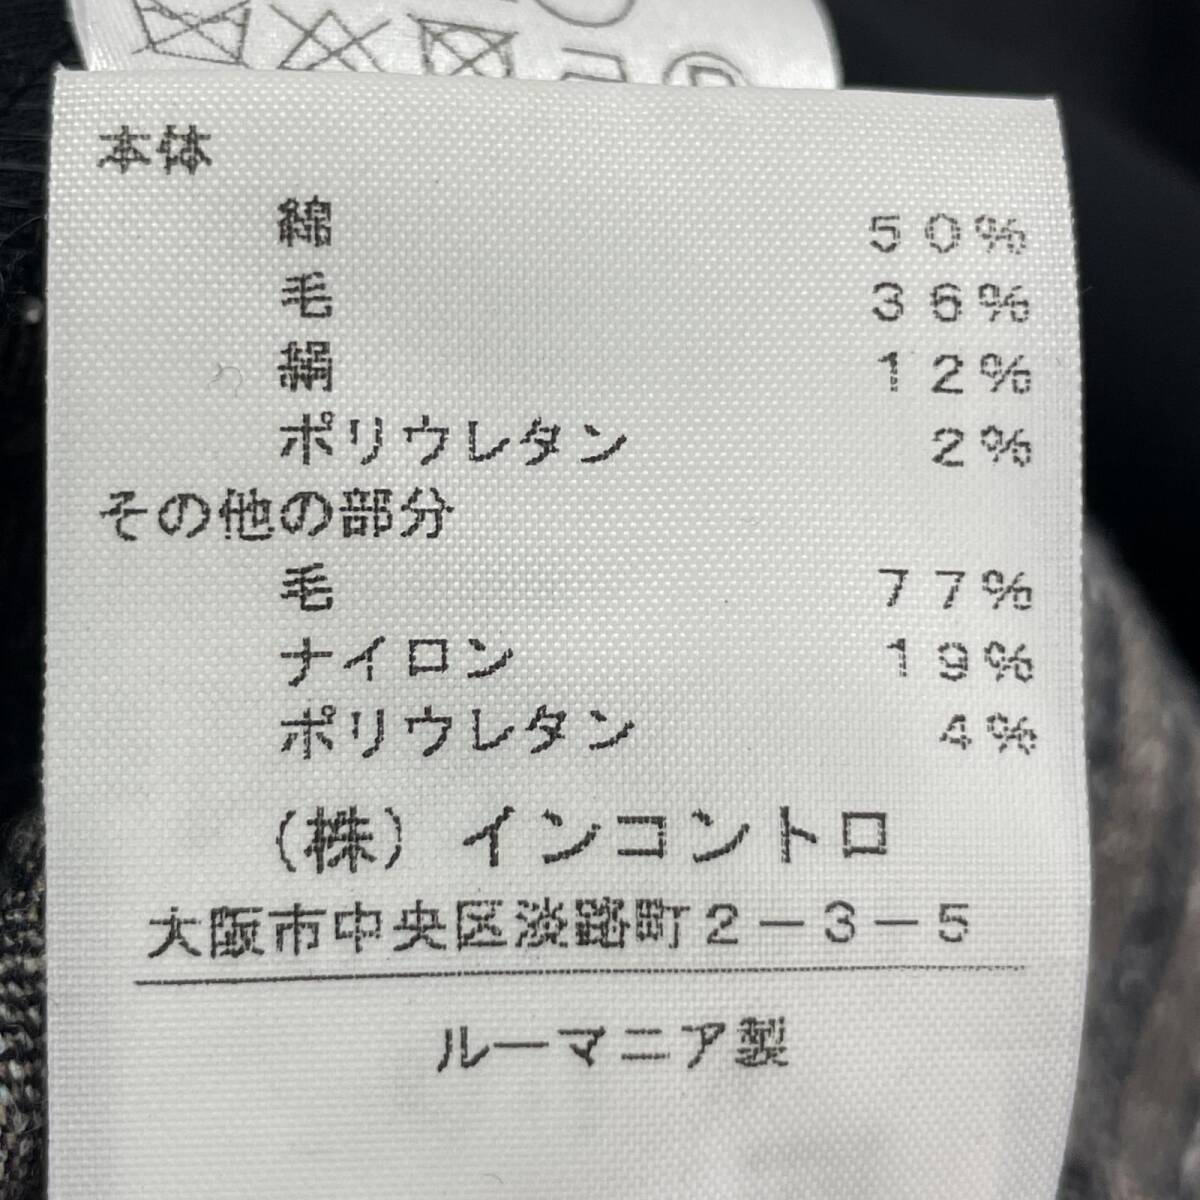 本体
綿 50%
毛 36%
絹 12%
ポリウレタン 2%
その他の部分
毛 77%
ナイロン 19%
ポリウレタン 4%
(株)インコントロ
大阪市中央区淡路町2-3-5
ルーマニア製